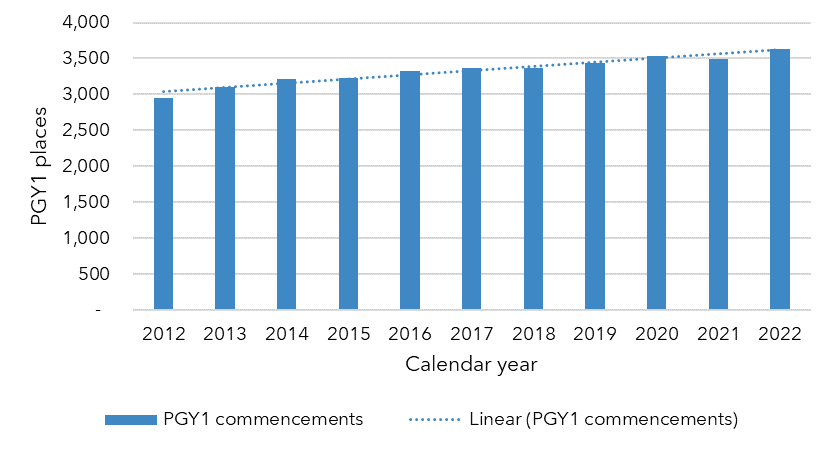 4,000
3,500
3,000
2,500
2,000
1,500
1,000
500
-
PGY1 places
2012 2013 2014 2015 2016 2017 2018 2019 2020 2021 2022
Calendar year
PGY1 commencements Linear (PGY1 commencements)